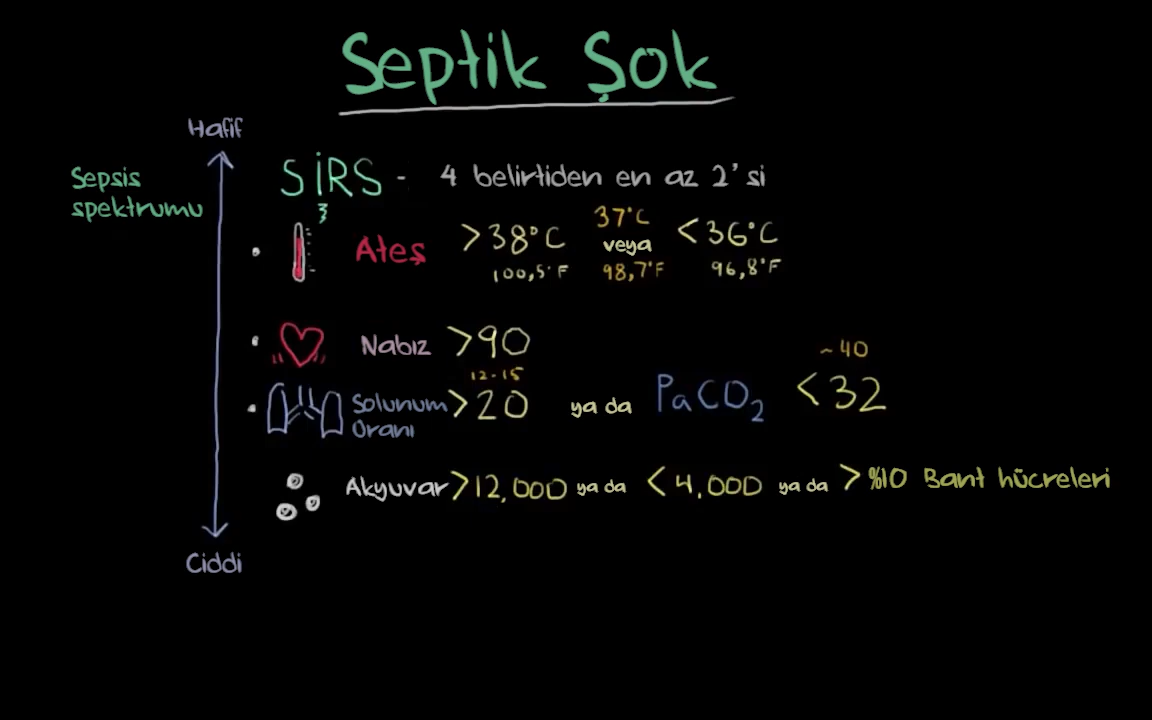 Septik Şok
Hafif
Sepsis
spektrumu
SİRS - 4 belirtiden en az 2'si
Ateş >38°C 37°C veya <36°C
100,5°F 98,7°F 96,8°F
Nabız >90
12-15 ~40
Solunum Oranı >20 ya da PaCO2 <32
Akyuvar >12,000 ya da <4,000 ya da >%10 Bant hücreleri
Ciddi